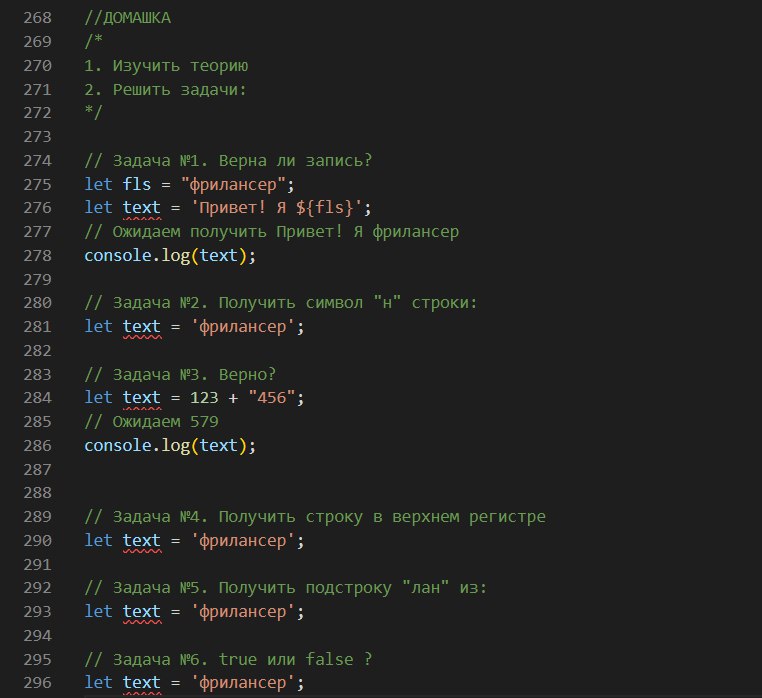 268 //ДОМАШКА
269 /*
270 1. Изучить теорию
271 2. Решить задачи:
272 */
273
274 // Задача №1. Верна ли запись?
275 let fls = "фрилансер";
276 let text = 'Привет! Я ${fls}';
277 // Ожидаем получить Привет! Я фрилансер
278 console.log(text);
279
280 // Задача №2. Получить символ "н" строки:
281 let text = 'фрилансер';
282
283 // Задача №3. Верно?
284 let text = 123 + "456";
285 // Ожидаем 579
286 console.log(text);
287
288
289 // Задача №4. Получить строку в верхнем регистре
290 let text = 'фрилансер';
291
292 // Задача №5. Получить подстроку "лан" из:
293 let text = 'фрилансер';
294
295 // Задача №6. true или false ?
296 let text = 'фрилансер';